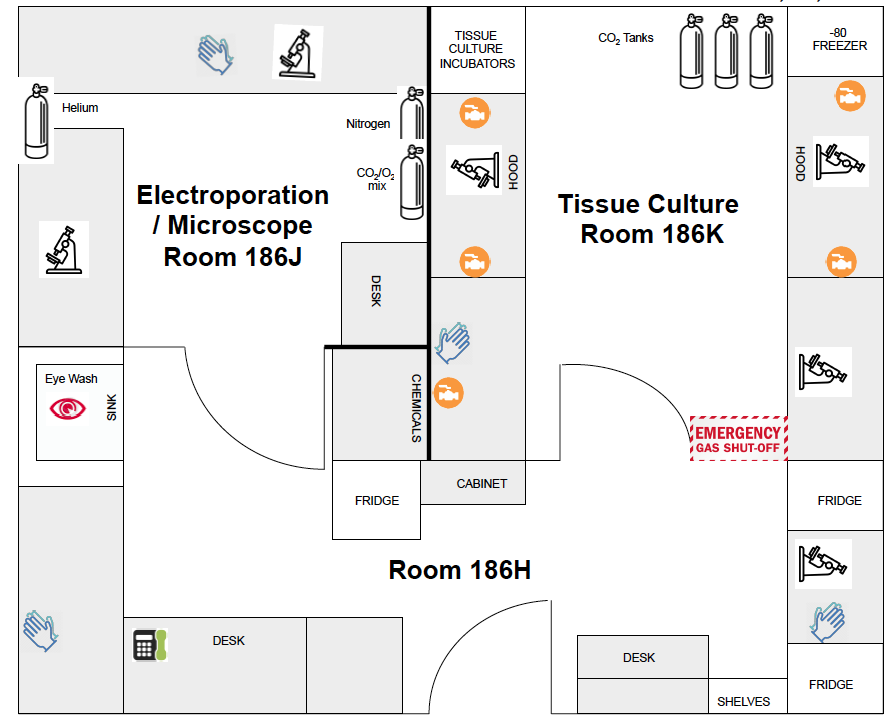 TISSUE
CULTURE
INCUBATORS
CO₂ Tanks
-80
FREEZER
Helium
Nitrogen
CO₂/O₂
mix
HOOD
HOOD
Electroporation
/ Microscope
Room 186J
Tissue Culture
Room 186K
DESK
Eye Wash
SINK
CHEMICALS
EMERGENCY
GAS SHUT-OFF
FRIDGE
CABINET
FRIDGE
Room 186H
DESK
DESK
SHELVES
FRIDGE